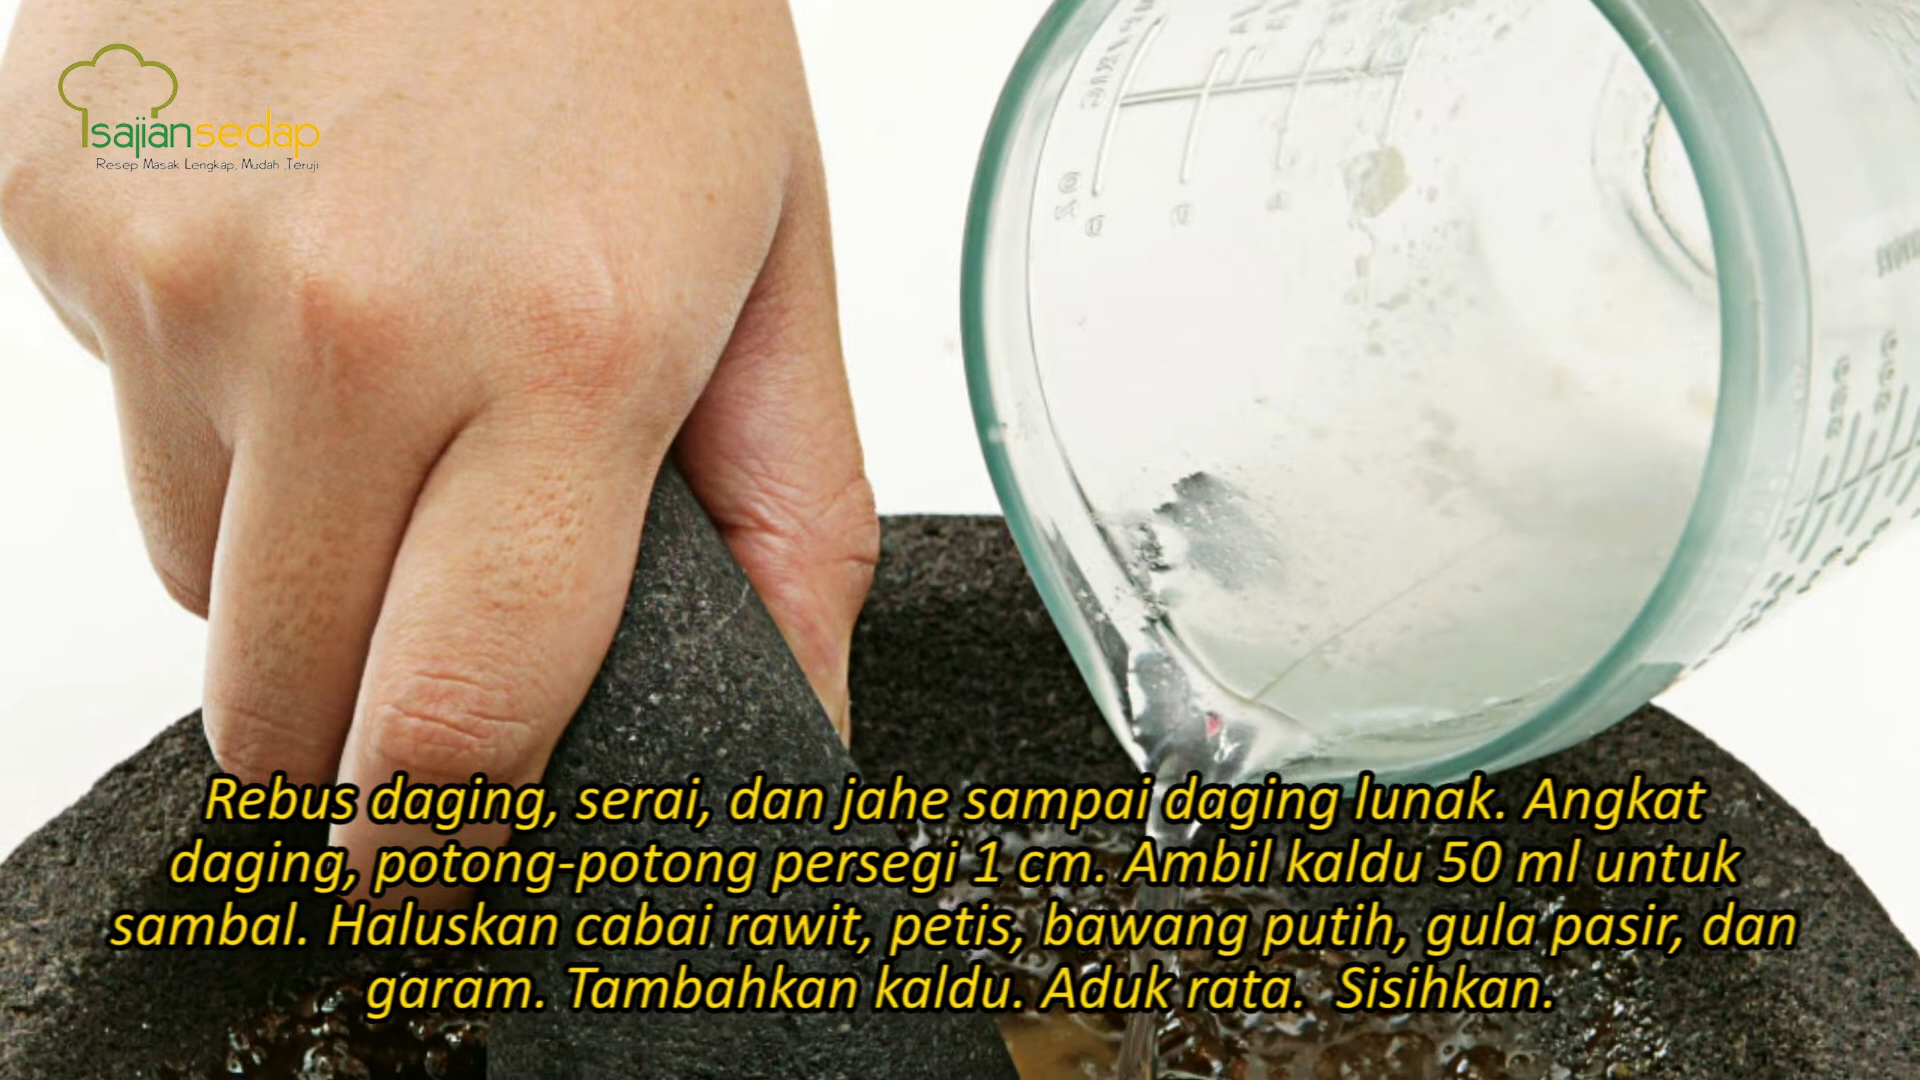 sajiansedap
Resep Masak Lengkap, Mudah ,Teruji
Rebus daging, serai, dan jahe sampai daging lunak. Angkat
daging, potong-potong persegi 1 cm. Ambil kaldu 50 ml untuk
sambal. Haluskan cabai rawit, petis, bawang putih, gula pasir, dan
garam. Tambahkan kaldu. Aduk rata. Sisihkan.